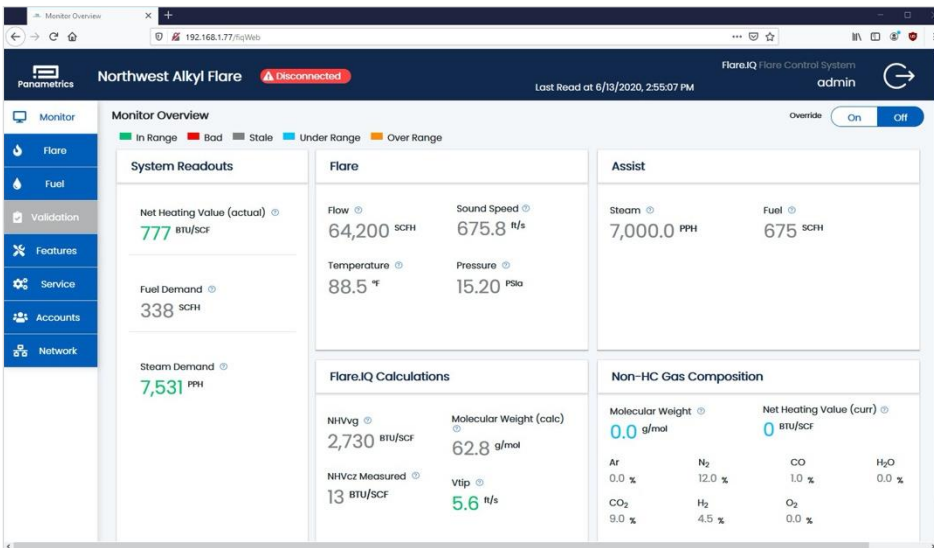 Monitor Overview
192.168.1.77/fiqWeb
Panametrics
Northwest Alkyl Flare
Disconnected
Last Read at 6/13/2020, 2:55:07 PM
Flare.IQ Flare Control System
admin
Monitor
Flare
Fuel
Validation
Features
Service
Accounts
Network
Monitor Overview
Override On Off
In Range Bad Stale Under Range Over Range
System Readouts
Net Heating Value (actual)
777 BTU/SCF
Fuel Demand
338 SCFH
Steam Demand
7,531 PPH
Flare
Flow
64,200 SCFH
Sound Speed
675.8 ft/s
Temperature
88.5 °F
Pressure
15.20 PSIa
Assist
Steam
7,000.0 PPH
Fuel
675 SCFH
Flare.IQ Calculations
NHVvg
2,730 BTU/SCF
Molecular Weight (calc)
62.8 g/mol
NHVcz Measured
13 BTU/SCF
Vtip
5.6 ft/s
Non-HC Gas Composition
Molecular Weight
0.0 g/mol
Net Heating Value (curr)
0 BTU/SCF
Ar N₂ CO H₂O
0.0 % 12.0 % 1.0 % 0.0 %
CO₂ H₂ O₂
9.0 % 4.5 % 0.0 %